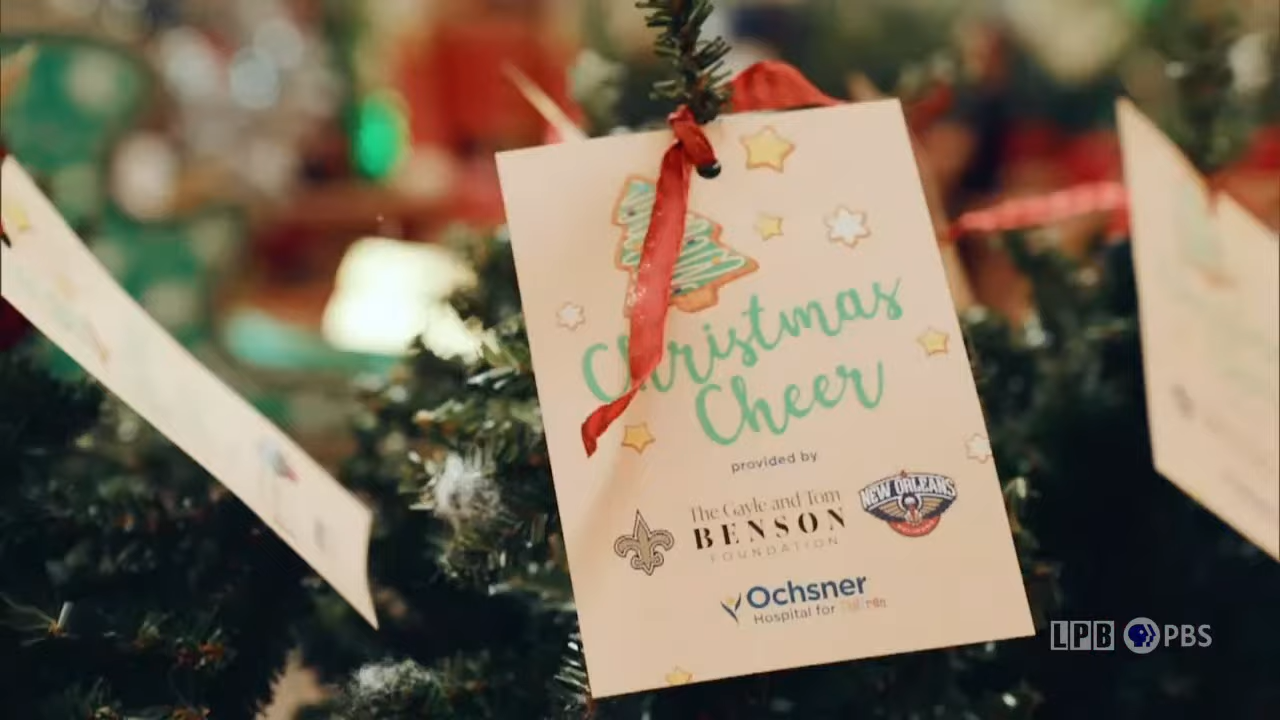 Christmas
Cheer
provided by
The Gayle and Tom
BENSON
FOUNDATION
NEW ORLEANS
Ochsner
Hospital for
LPB PBS